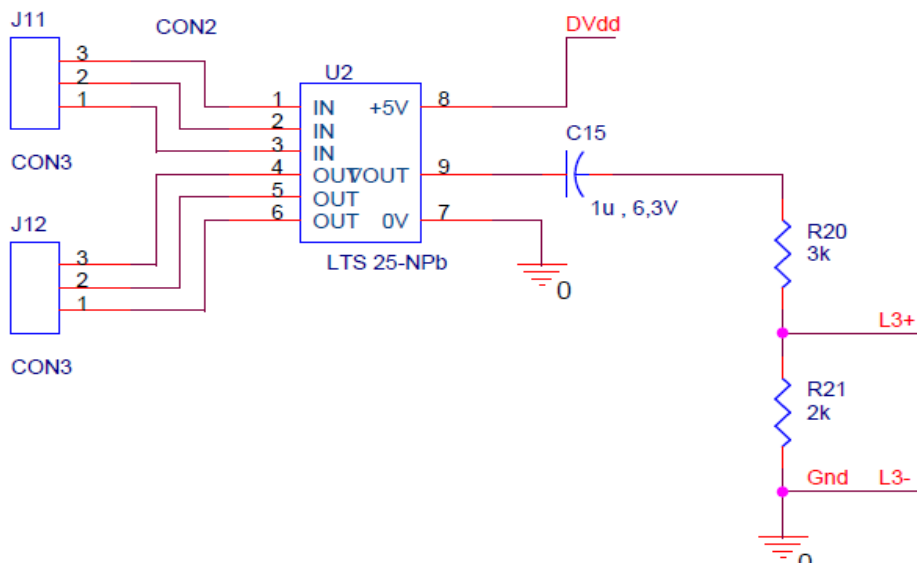 J11
CON2
DVdd
3
2
1
U2
1
IN
+5V
8
2
IN
3
IN
C15
CON3
4
OUT
VOUT
9
5
OUT
1u , 6,3V
6
OUT
0V
7
J12
R20
3k
LTS 25-NPb
0
3
2
1
L3+
CON3
R21
2k
Gnd
L3-
0